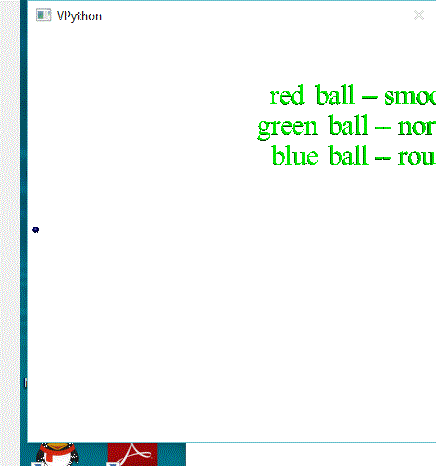 VPython
red ball – smoo
green ball – nor
blue ball – rou